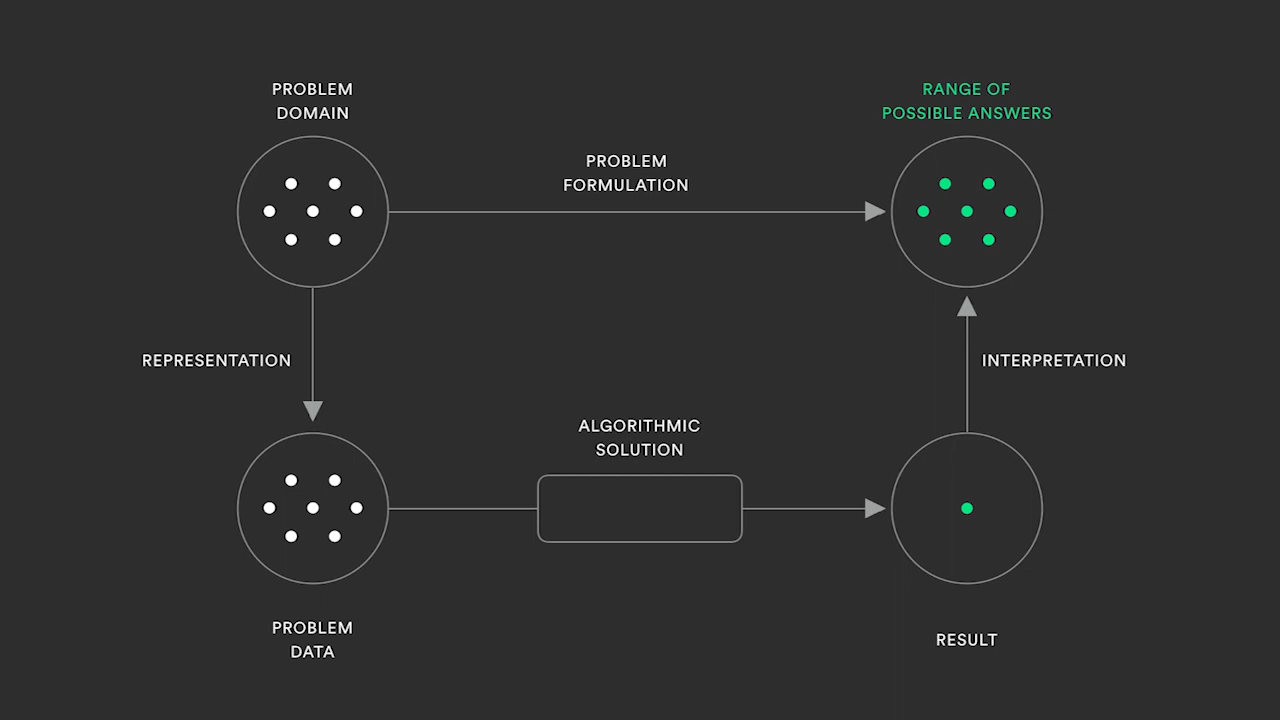 PROBLEM
DOMAIN
RANGE OF
POSSIBLE ANSWERS
PROBLEM
FORMULATION
REPRESENTATION
INTERPRETATION
ALGORITHMIC
SOLUTION
PROBLEM
DATA
RESULT